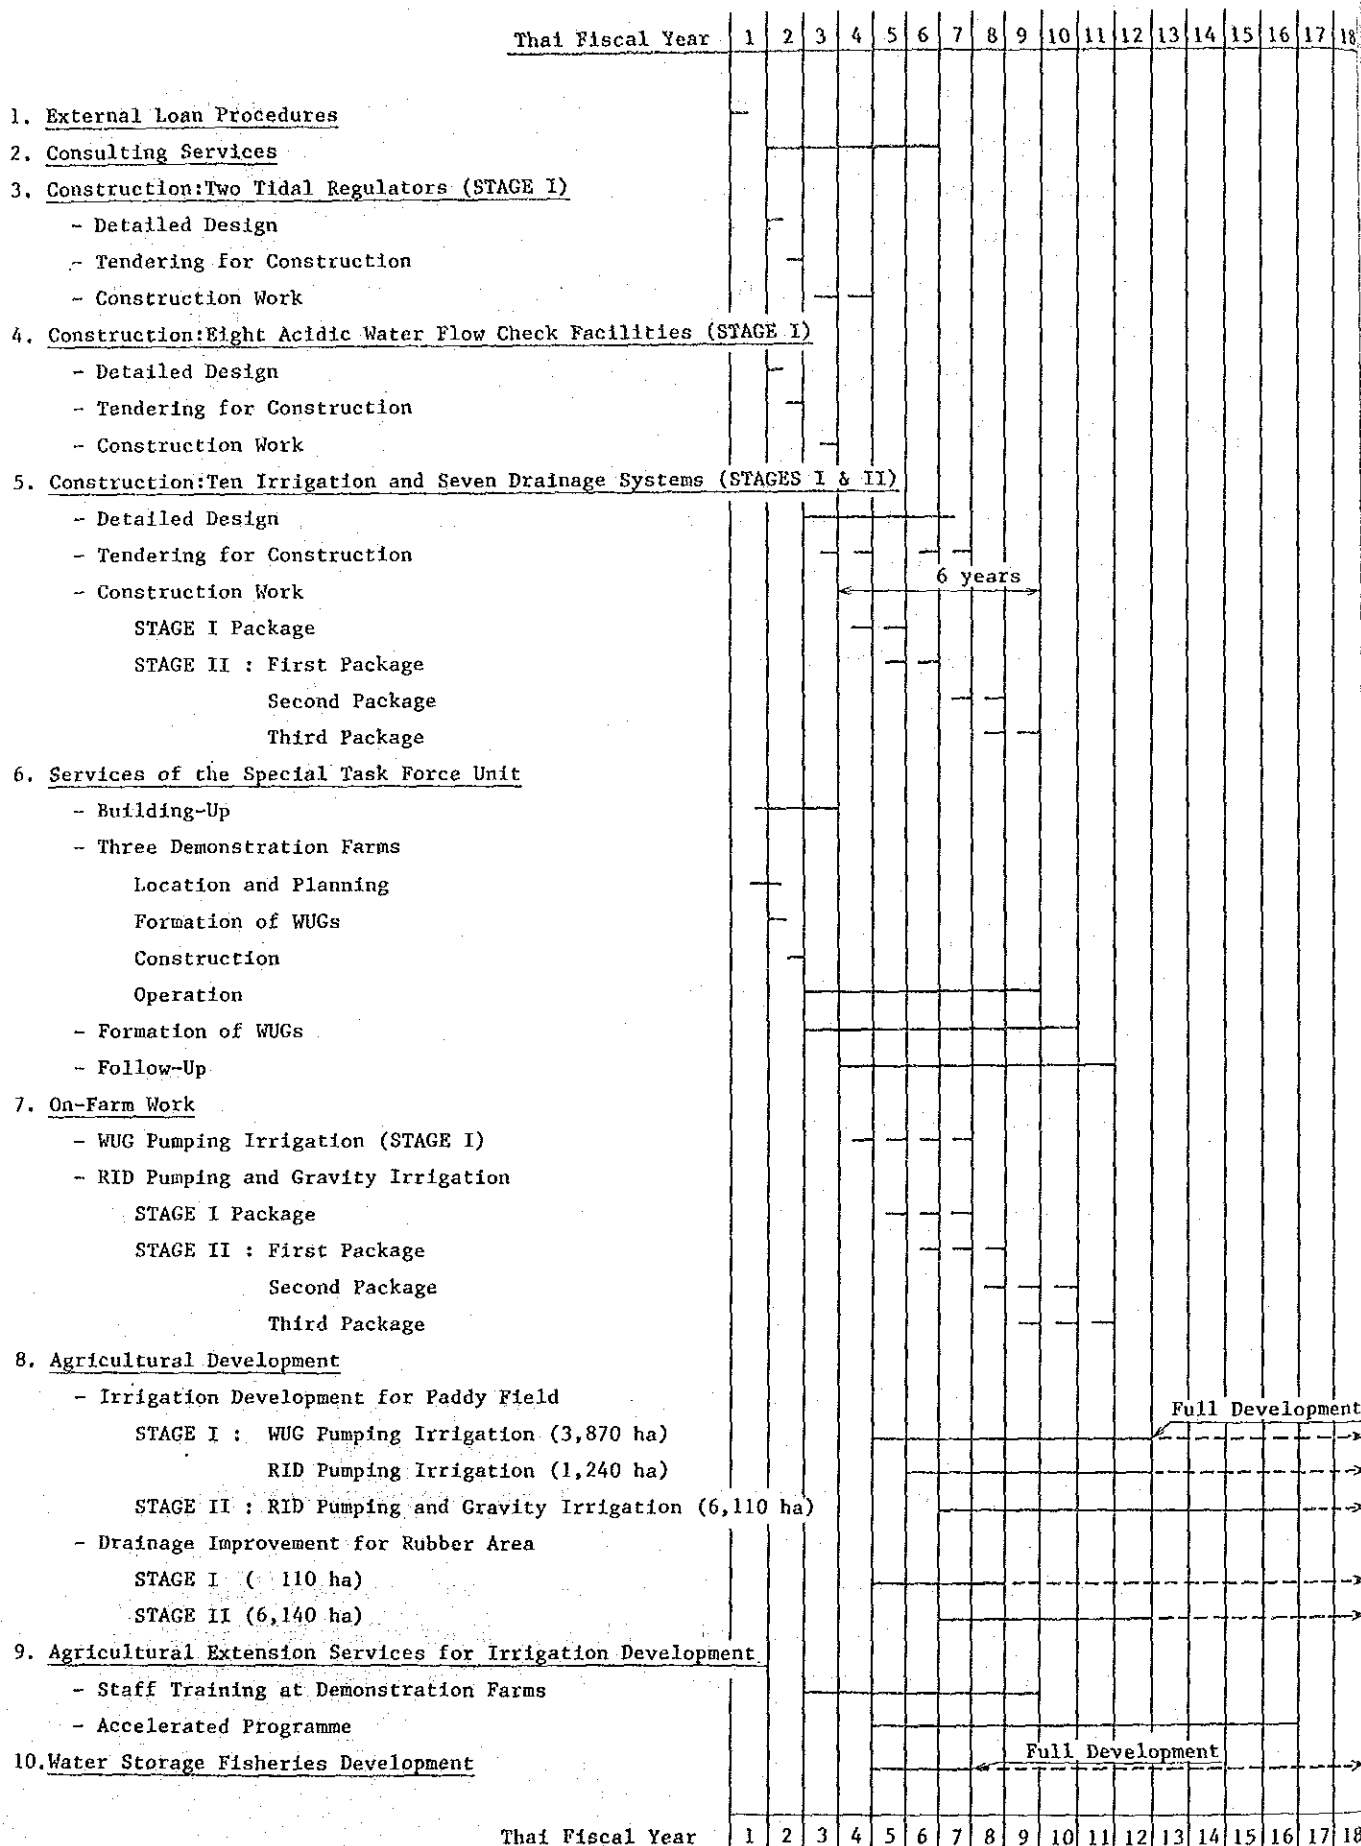 Thai Fiscal Year 1 2 3 4 5 6 7 8 9 10 11 12 13 14 15 16 17 18
1. External Loan Procedures
2. Consulting Services
3. Construction:Two Tidal Regulators (STAGE I)
- Detailed Design
- Tendering for Construction
- Construction Work
4. Construction:Eight Acidic Water Flow Check Facilities (STAGE I)
- Detailed Design
- Tendering for Construction
- Construction Work
5. Construction:Ten Irrigation and Seven Drainage Systems (STAGES I & II)
- Detailed Design
- Tendering for Construction
6 years
- Construction Work
STAGE I Package
STAGE II : First Package
Second Package
Third Package
6. Services of the Special Task Force Unit
- Building-Up
- Three Demonstration Farms
Location and Planning
Formation of WUGs
Construction
Operation
- Formation of WUGs
- Follow-Up
7. On-Farm Work
- WUG Pumping Irrigation (STAGE I)
- RID Pumping and Gravity Irrigation
STAGE I Package
STAGE II : First Package
Second Package
Third Package
8. Agricultural Development
- Irrigation Development for Paddy Field
Full Development
STAGE I : WUG Pumping Irrigation (3,870 ha)
RID Pumping Irrigation (1,240 ha)
STAGE II : RID Pumping and Gravity Irrigation (6,110 ha)
- Drainage Improvement for Rubber Area
STAGE I ( 110 ha)
STAGE II (6,140 ha)
9. Agricultural Extension Services for Irrigation Development
- Staff Training at Demonstration Farms
- Accelerated Programme
Full Development
10.Water Storage Fisheries Development
Thai Fiscal Year 1 2 3 4 5 6 7 8 9 10 11 12 13 14 15 16 17 18